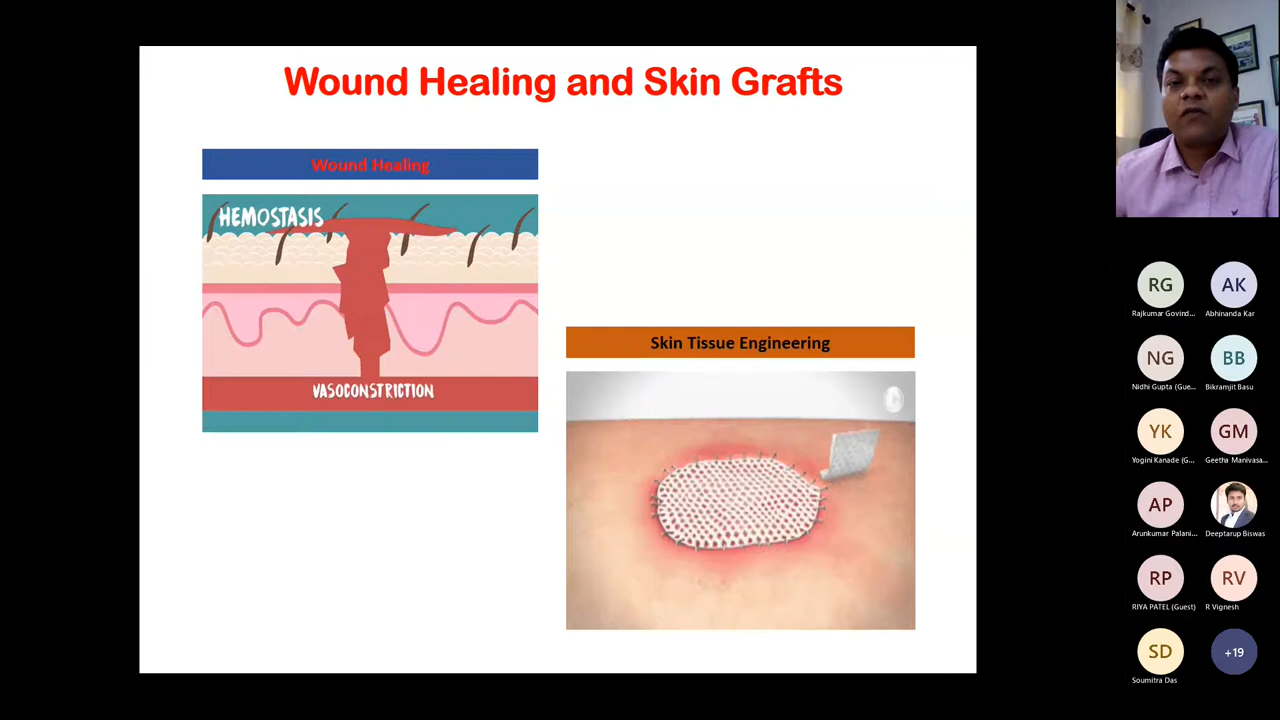 Wound Healing and Skin Grafts
Wound Healing
HEMOSTASIS
VASOCONSTRICTION
Skin Tissue Engineering
RG
AK
Rajkumar Govind...
Abhinanda Kar
NG
BB
Nidhi Gupta (Gue...
Bikramjit Basu
YK
GM
Yogini Kanade (G...
Geetha Manivasa...
AP
Arunkumar Palani...
Deeptarup Biswas
RP
RV
RIYA PATEL (Guest)
R Vignesh
SD
+19
Soumitra Das